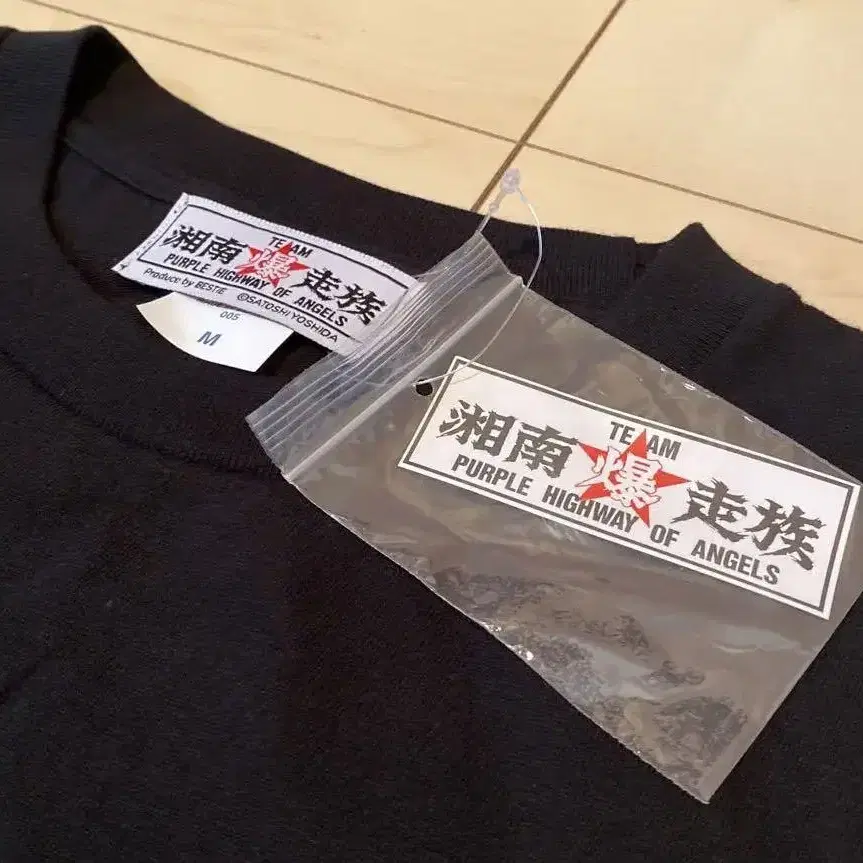 TEAM
湘南爆走族
PURPLE HIGHWAY OF ANGELS
Produce by BESTIE ©SATOSHI YOSHIDA
005
M
TEAM
湘南爆走族
PURPLE HIGHWAY OF ANGELS